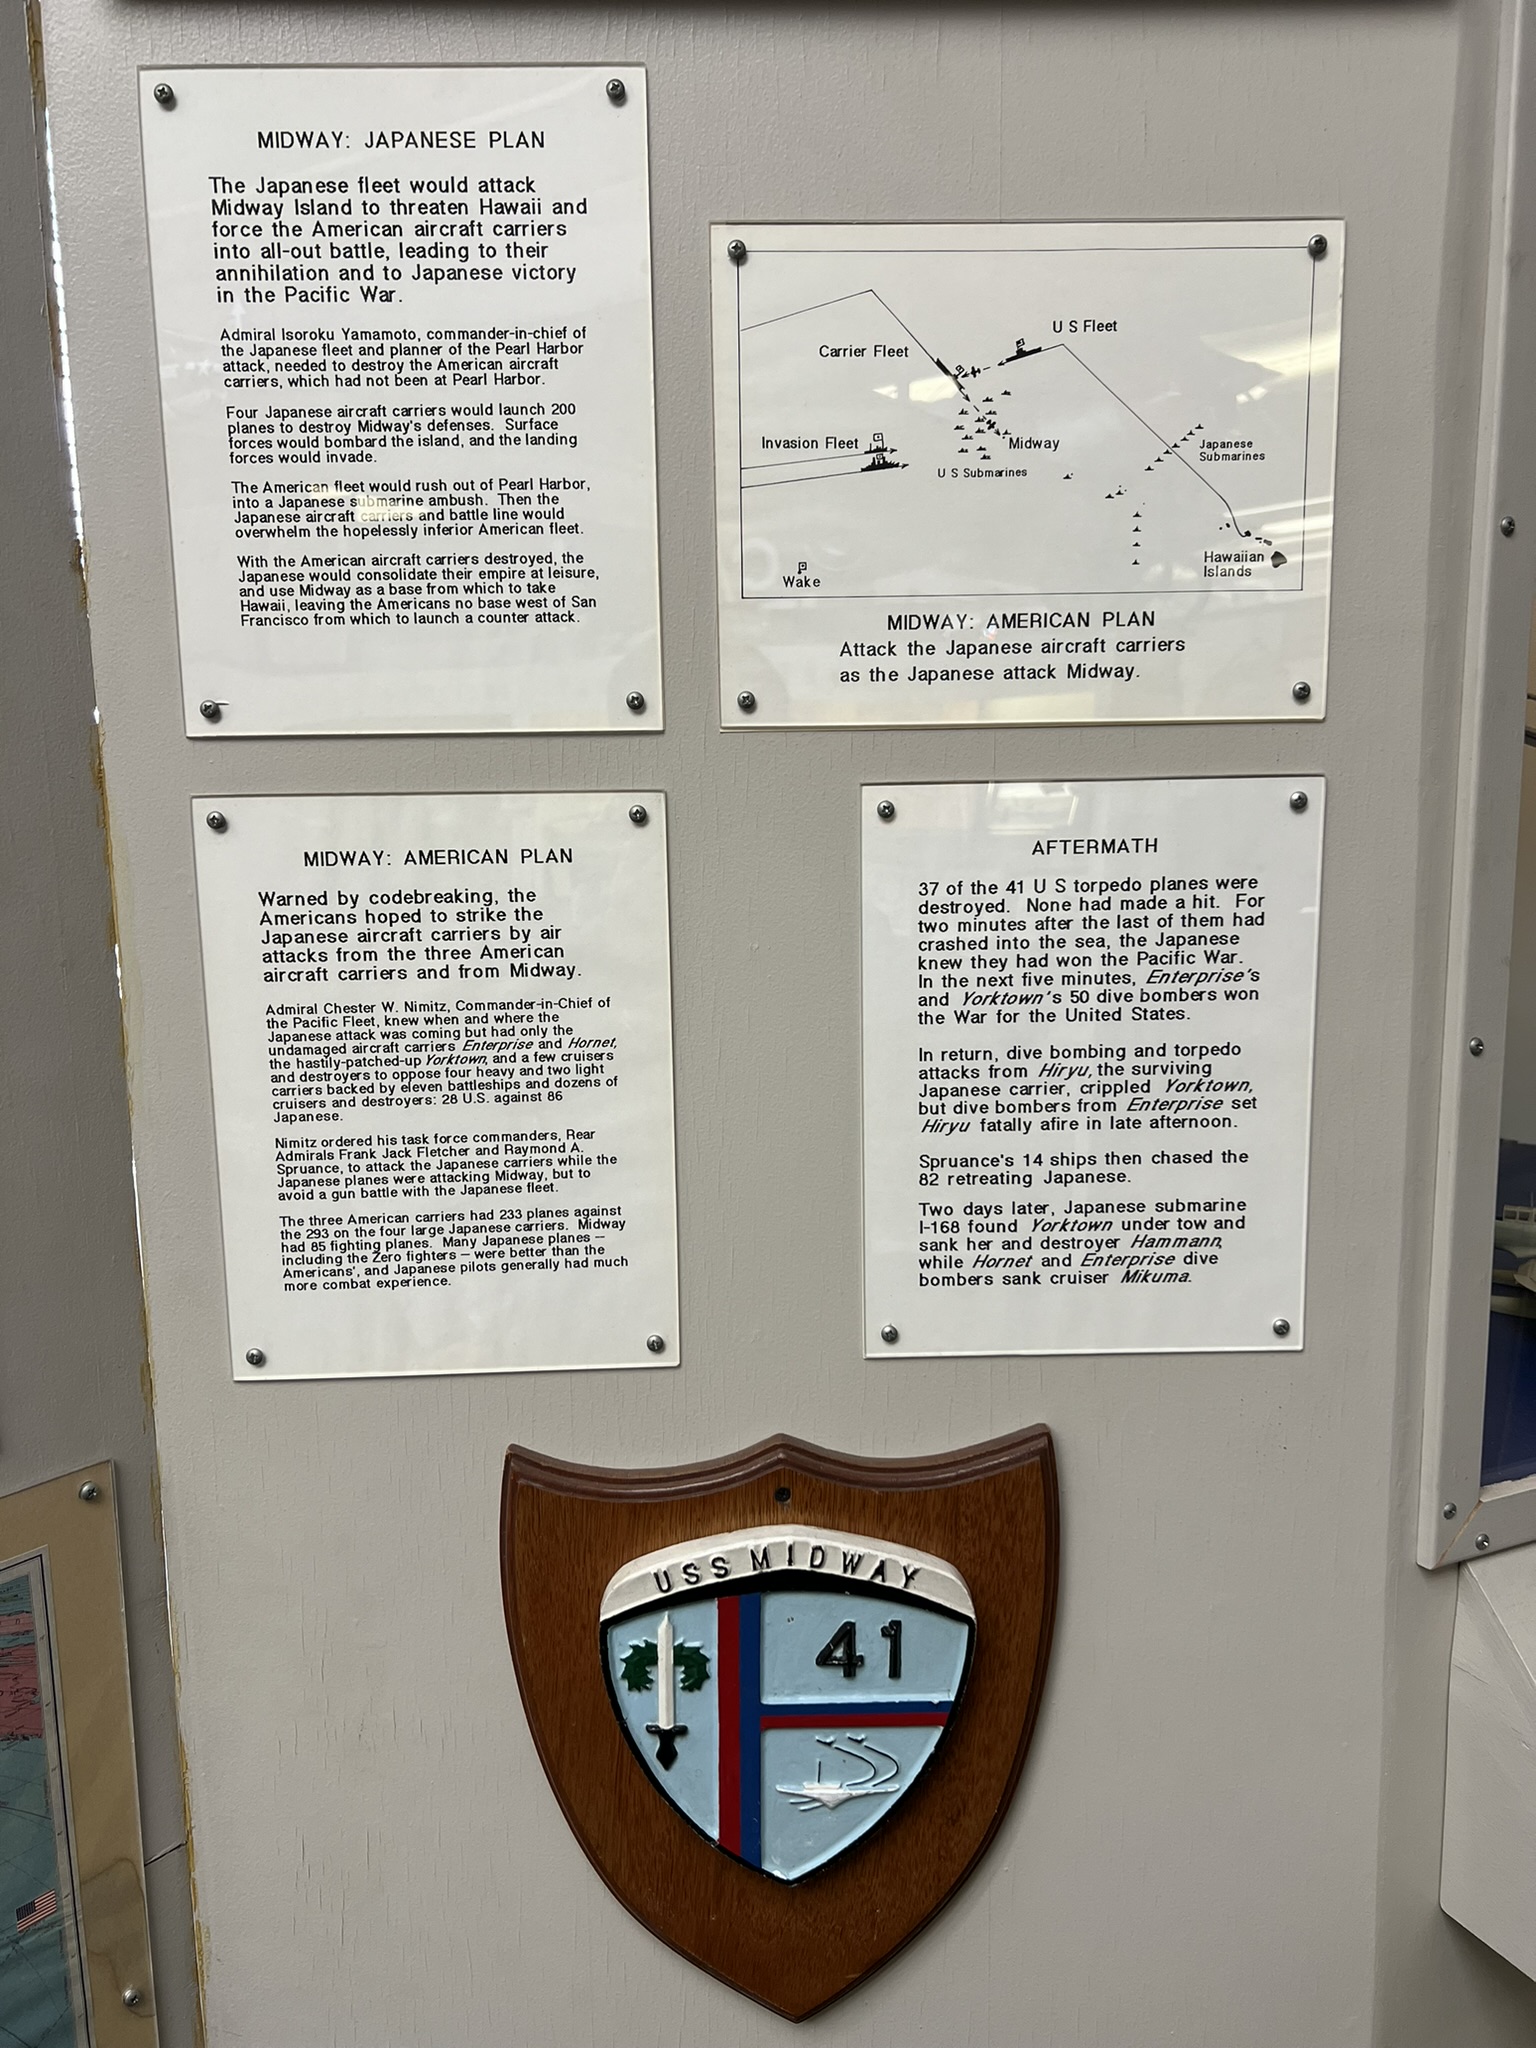 MIDWAY: JAPANESE PLAN
The Japanese fleet would attack
Midway Island to threaten Hawaii and
force the American aircraft carriers
into all-out battle, leading to their
annihilation and to Japanese victory
in the Pacific War.
Admiral Isoroku Yamamoto, commander-in-chief of
the Japanese fleet and planner of the Pearl Harbor
attack, needed to destroy the American aircraft
carriers, which had not been at Pearl Harbor.
Four Japanese aircraft carriers would launch 200
planes to destroy Midway's defenses. Surface
forces would bombard the island, and the landing
forces would invade.
The American fleet would rush out of Pearl Harbor,
into a Japanese submarine ambush. Then the
Japanese aircraft carriers and battle line would
overwhelm the hopelessly inferior American fleet.
With the American aircraft carriers destroyed, the
Japanese would consolidate their empire at leisure,
and use Midway as a base from which to take
Hawaii, leaving the Americans no base west of San
Francisco from which to launch a counter attack.
U S Fleet
Carrier Fleet
Invasion Fleet
Midway
U S Submarines
Japanese
Submarines
Wake
Hawaiian
Islands
MIDWAY: AMERICAN PLAN
Attack the Japanese aircraft carriers
as the Japanese attack Midway.
MIDWAY: AMERICAN PLAN
Warned by codebreaking, the
Americans hoped to strike the
Japanese aircraft carriers by air
attacks from the three American
aircraft carriers and from Midway.
Admiral Chester W. Nimitz, Commander-in-Chief of
the Pacific Fleet, knew when and where the
Japanese attack was coming but had only the
undamaged aircraft carriers Enterprise and Hornet,
the hastily-patched-up Yorktown, and a few cruisers
and destroyers to oppose four heavy and two light
carriers backed by eleven battleships and dozens of
cruisers and destroyers: 28 U.S. against 86
Japanese.
Nimitz ordered his task force commanders, Rear
Admirals Frank Jack Fletcher and Raymond A.
Spruance, to attack the Japanese carriers while the
Japanese planes were attacking Midway, but to
avoid a gun battle with the Japanese fleet.
The three American carriers had 233 planes against
the 293 on the four large Japanese carriers. Midway
had 85 fighting planes. Many Japanese planes —
including the Zero fighters — were better than the
Americans', and Japanese pilots generally had much
more combat experience.
AFTERMATH
37 of the 41 U S torpedo planes were
destroyed. None had made a hit. For
two minutes after the last of them had
crashed into the sea, the Japanese
knew they had won the Pacific War.
In the next five minutes, Enterprise's
and Yorktown's 50 dive bombers won
the War for the United States.
In return, dive bombing and torpedo
attacks from Hiryu, the surviving
Japanese carrier, crippled Yorktown,
but dive bombers from Enterprise set
Hiryu fatally afire in late afternoon.
Spruance's 14 ships then chased the
82 retreating Japanese.
Two days later, Japanese submarine
I-168 found Yorktown under tow and
sank her and destroyer Hammann,
while Hornet and Enterprise dive
bombers sank cruiser Mikuma.
USS MIDWAY
41